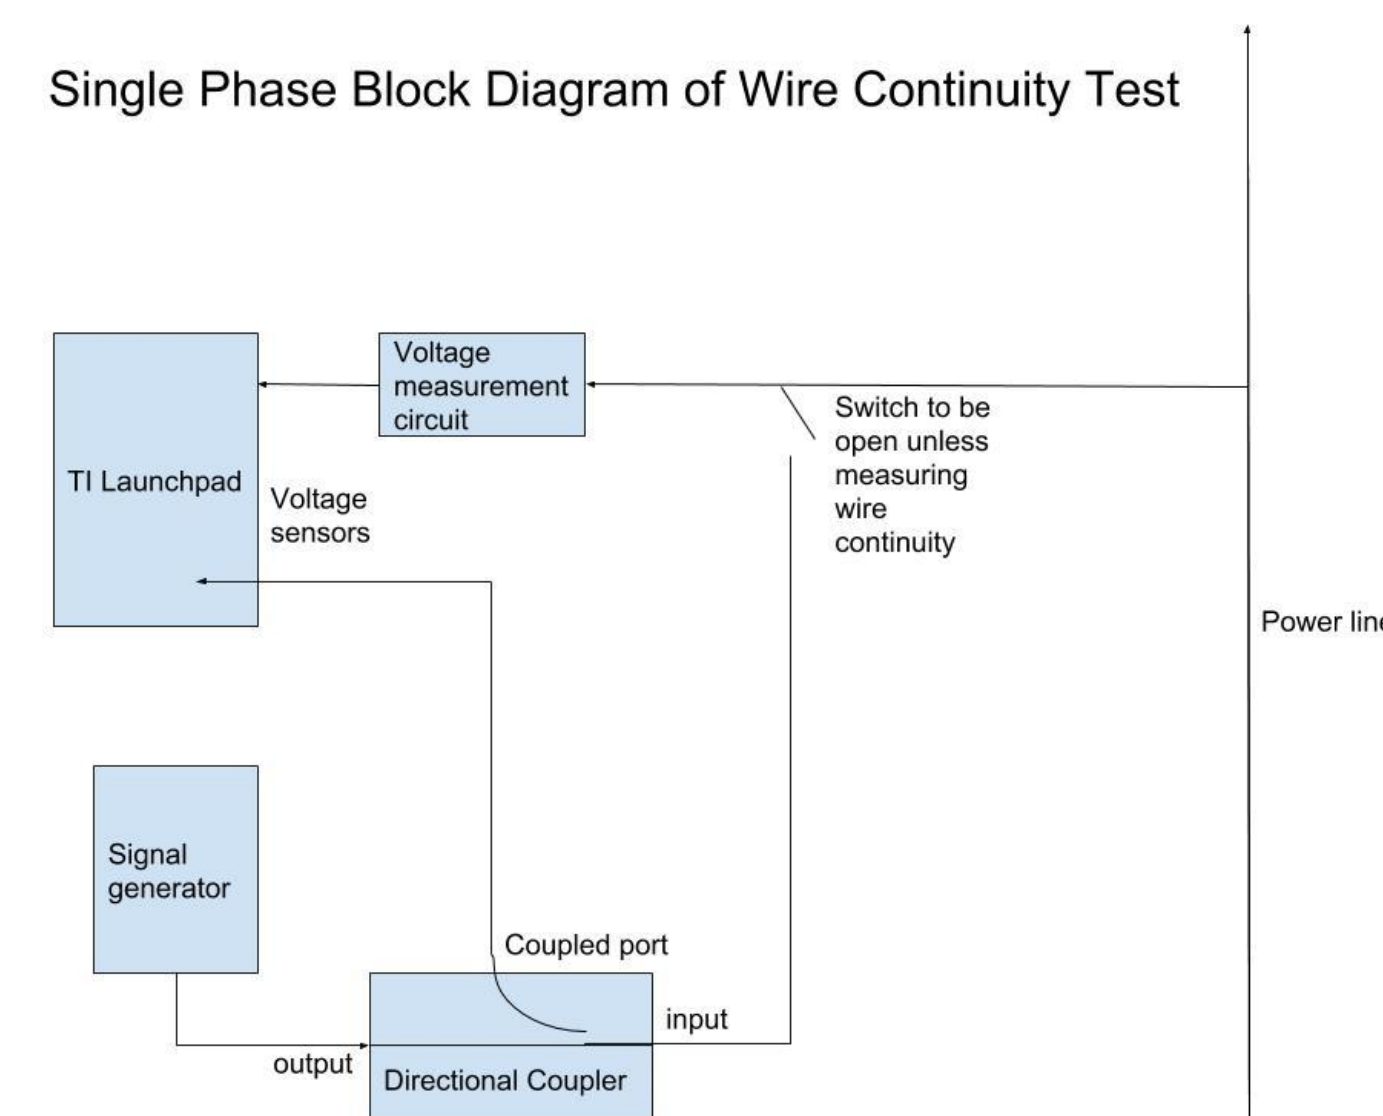 Single Phase Block Diagram of Wire Continuity Test
Voltage
measurement
circuit
Switch to be
open unless
measuring
wire
continuity
TI Launchpad
Voltage
sensors
Power line
Signal
generator
Coupled port
input
output
Directional Coupler